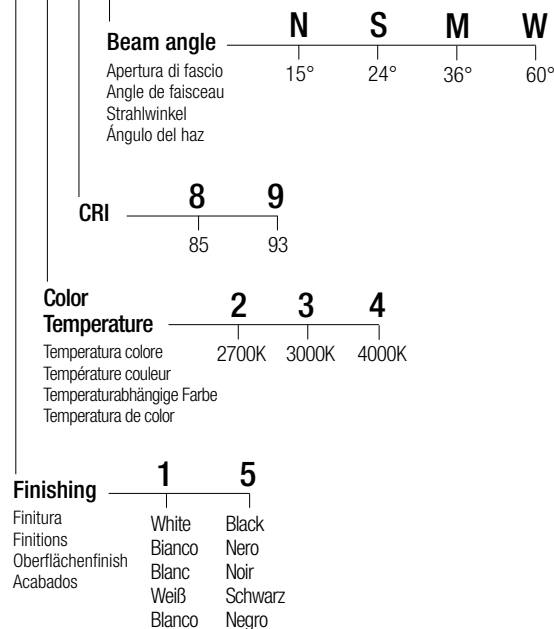 N S M W
Beam angle
Apertura di fascio 15° 24° 36° 60°
Angle de faisceau
Strahlwinkel
Ángulo del haz
8 9
CRI
85 93
Color
Temperature 2 3 4
Temperatura colore 2700K 3000K 4000K
Température couleur
Temperaturabhängige Farbe
Temperatura de color
1 5
Finishing
Finitura White Black
Finitions Bianco Nero
Oberflächenfinish Blanc Noir
Acabados Weiß Schwarz
Blanco Negro